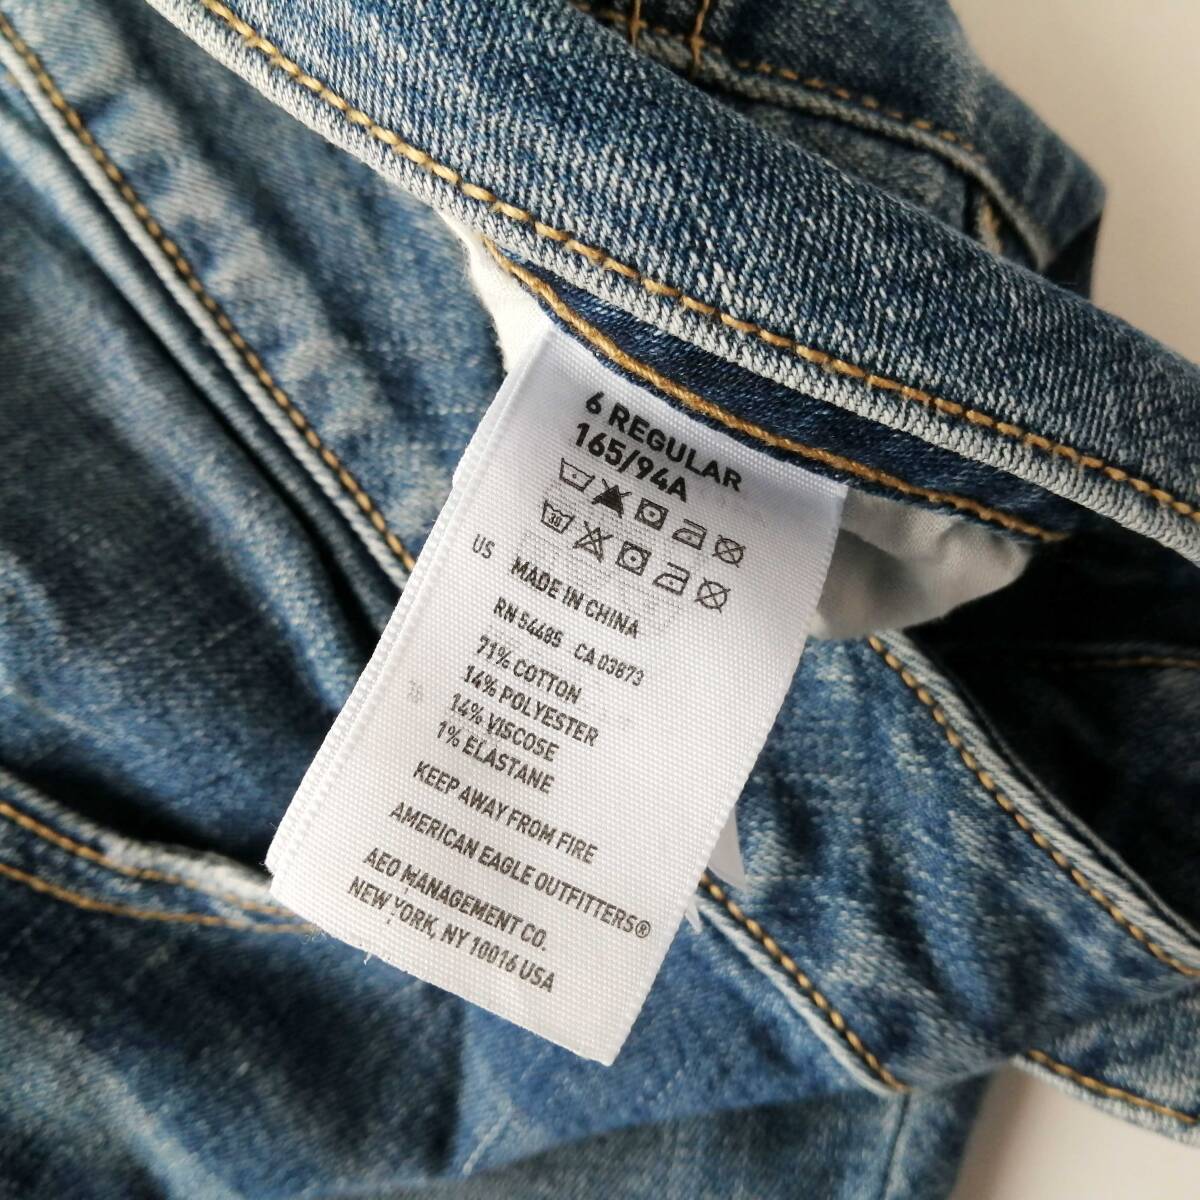 6 REGULAR
165/94A
30
US
MADE IN CHINA
RN 54485 CA 03873
71% COTTON
14% POLYESTER
14% VISCOSE
1% ELASTANE
KEEP AWAY FROM FIRE
AMERICAN EAGLE OUTFITTERS®
AEO MANAGEMENT CO.
NEW YORK, NY 10016 USA